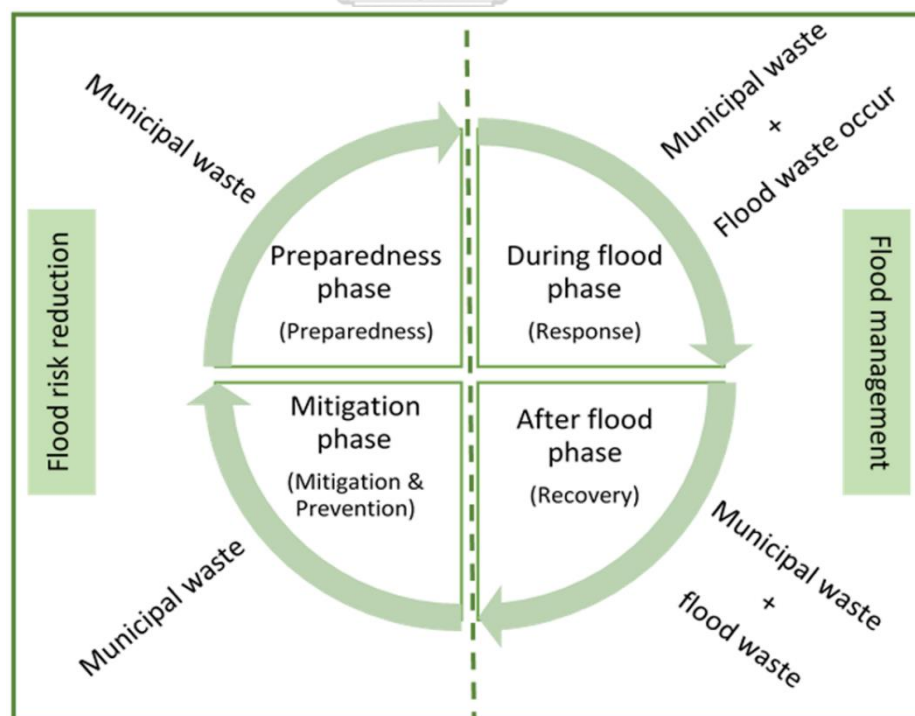 Municipal waste
Municipal waste
+
Flood waste occur
Flood risk reduction
Preparedness
phase
(Preparedness)
During flood
phase
(Response)
Flood management
Mitigation
phase
(Mitigation &
Prevention)
After flood
phase
(Recovery)
Municipal waste
Municipal waste
+
flood waste